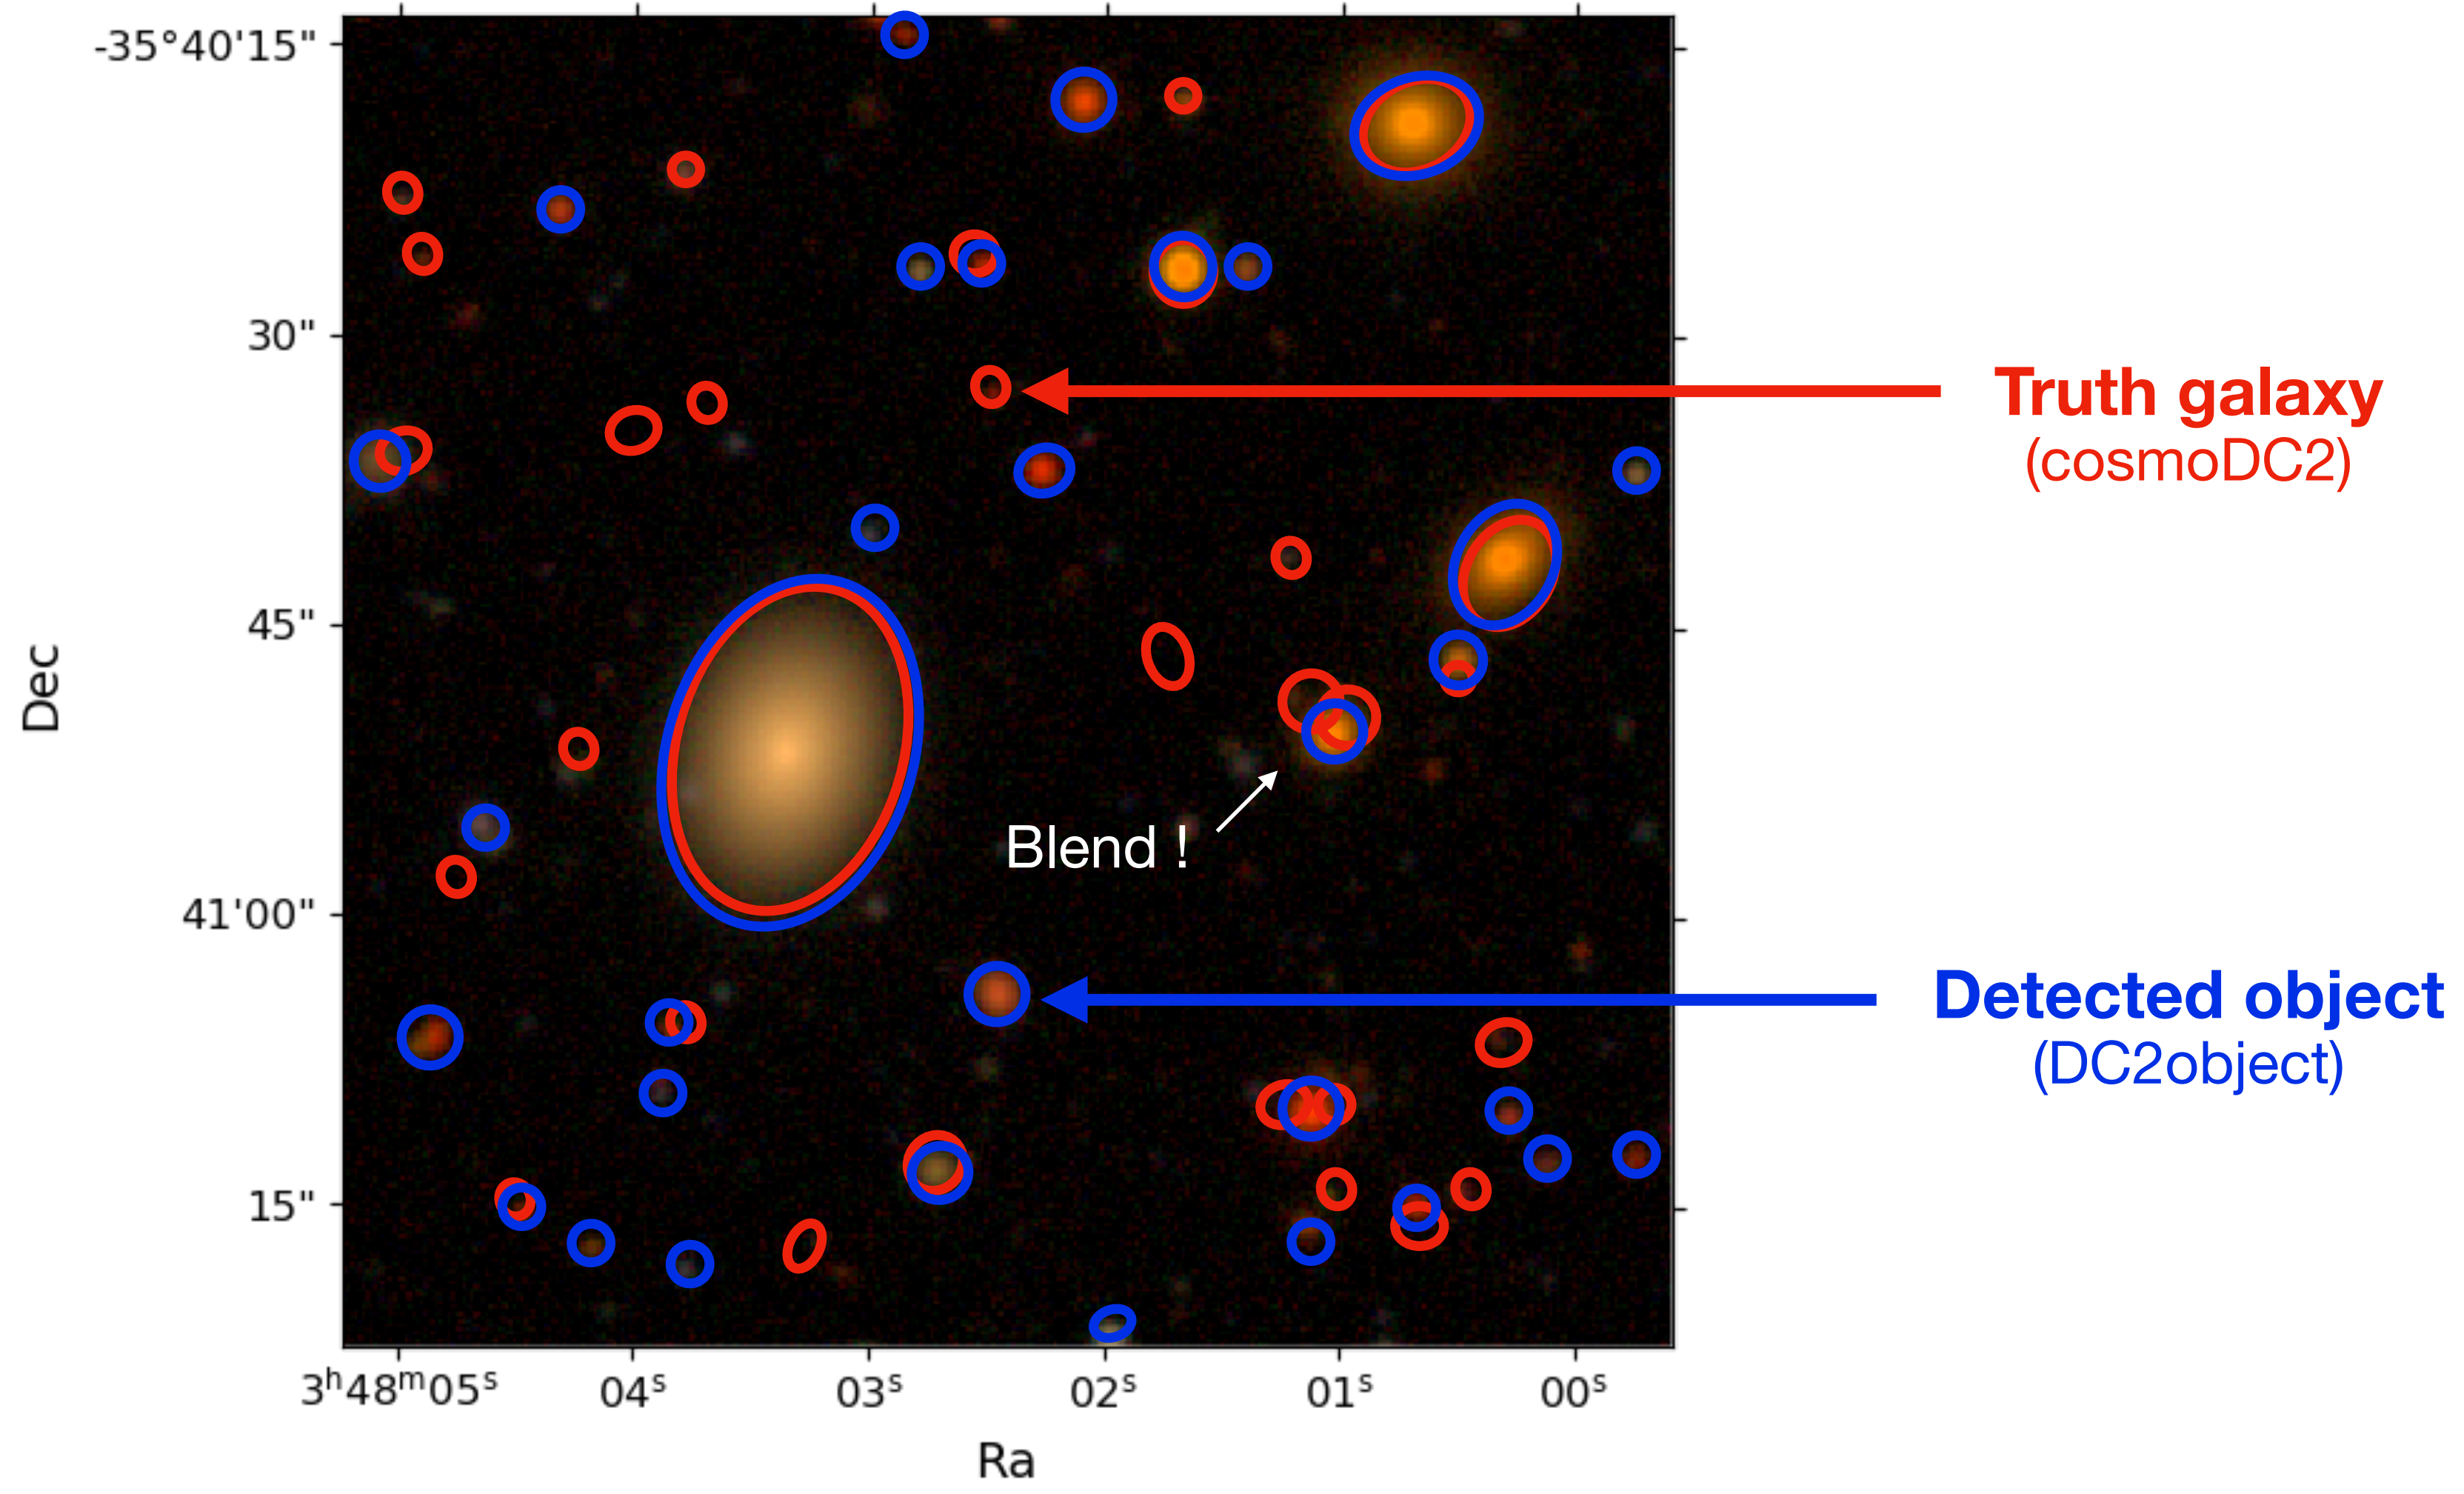 -35°40'15"
30"
45"
41'00"
15"
Dec
3ʰ48ᵐ05ˢ
04ˢ
03ˢ
02ˢ
01ˢ
00ˢ
Ra
Blend !
Truth galaxy
(cosmoDC2)
Detected object
(DC2object)